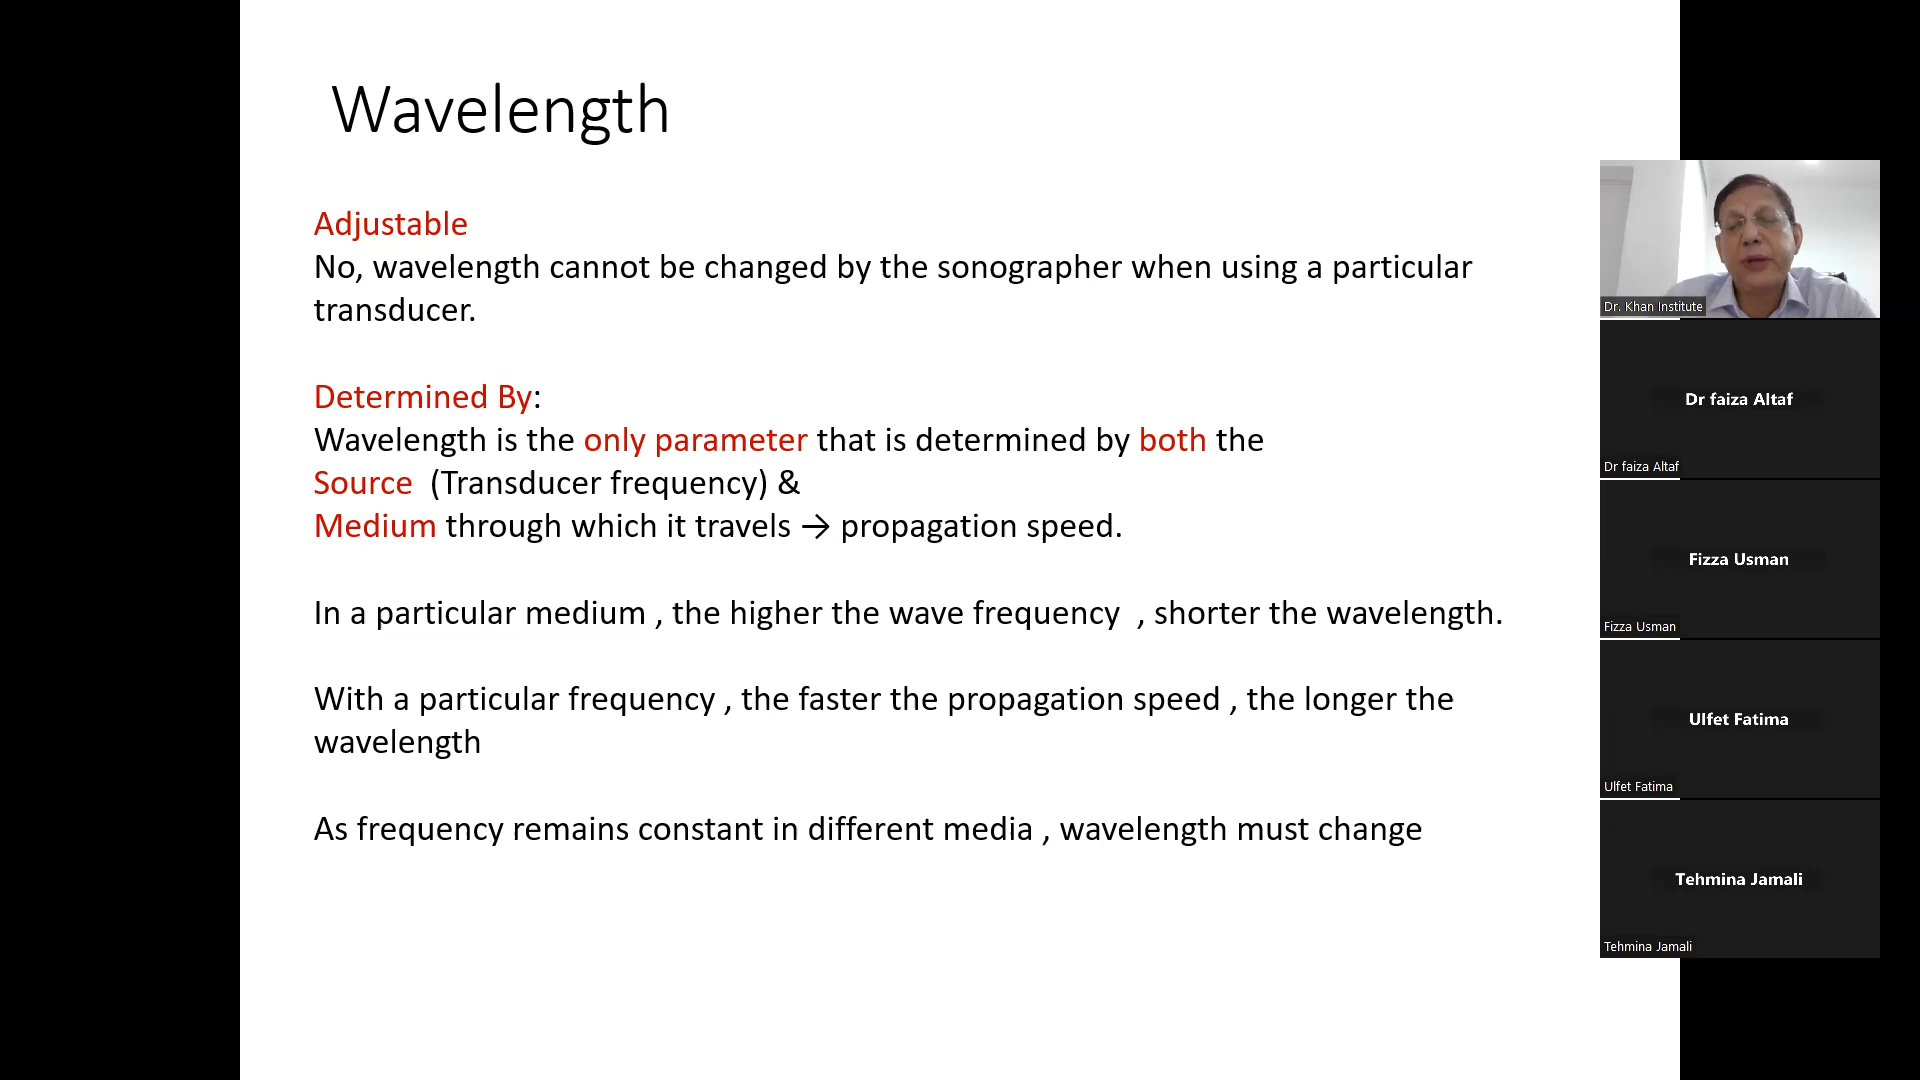 Wavelength
Adjustable
No, wavelength cannot be changed by the sonographer when using a particular
transducer.
Determined By:
Wavelength is the only parameter that is determined by both the
Source  (Transducer frequency) &
Medium through which it travels → propagation speed.
In a particular medium , the higher the wave frequency  , shorter the wavelength.
With a particular frequency , the faster the propagation speed , the longer the
wavelength
As frequency remains constant in different media , wavelength must change
Dr. Khan Institute
Dr faiza Altaf
Dr faiza Altaf
Fizza Usman
Fizza Usman
Ulfet Fatima
Ulfet Fatima
Tehmina Jamali
Tehmina Jamali